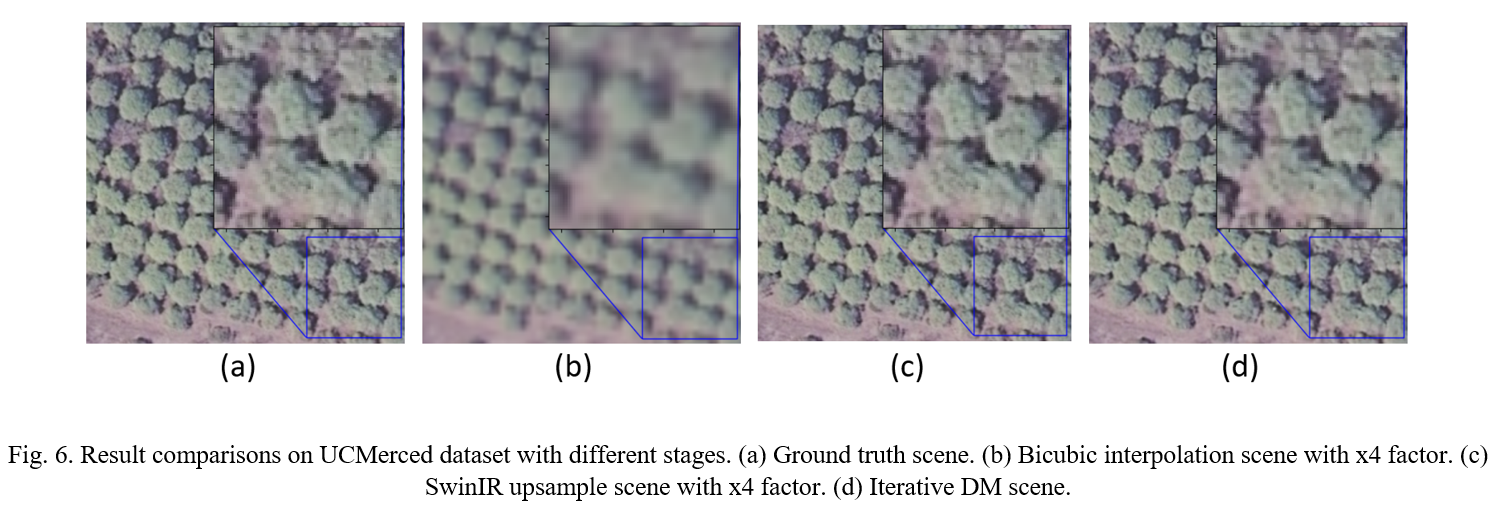 (a) (b) (c) (d)
Fig. 6. Result comparisons on UCMerced dataset with different stages. (a) Ground truth scene. (b) Bicubic interpolation scene with x4 factor. (c)
SwinIR upsample scene with x4 factor. (d) Iterative DM scene.